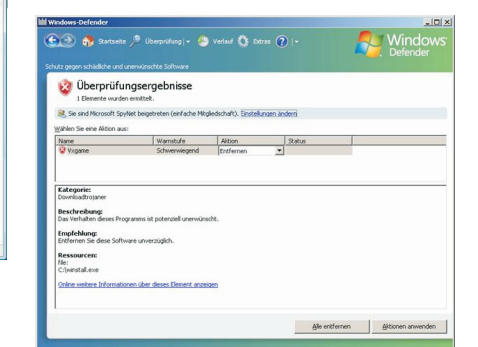 Windows-Defender
Startseite Überprüfung Verlauf Extras
Windows
Defender
Schutz gegen schädliche und unerwünschte Software
Überprüfungsergebnisse
1 Elemente wurden ermittelt.
Sie sind Microsoft SpyNet beigetreten (einfache Mitgliedschaft). Einstellungen ändern
Wählen Sie eine Aktion aus:
Name Warnstufe Aktion Status
Vxgame Schwerwiegend Entfernen
Kategorie:
Downloadtrojaner
Beschreibung:
Das Verhalten dieses Programms ist potenziell unerwünscht.
Empfehlung:
Entfernen Sie diese Software unverzüglich.
Ressourcen:
file:
C:\winstall.exe
Online weitere Informationen über dieses Element anzeigen
Alle entfernen Aktionen anwenden